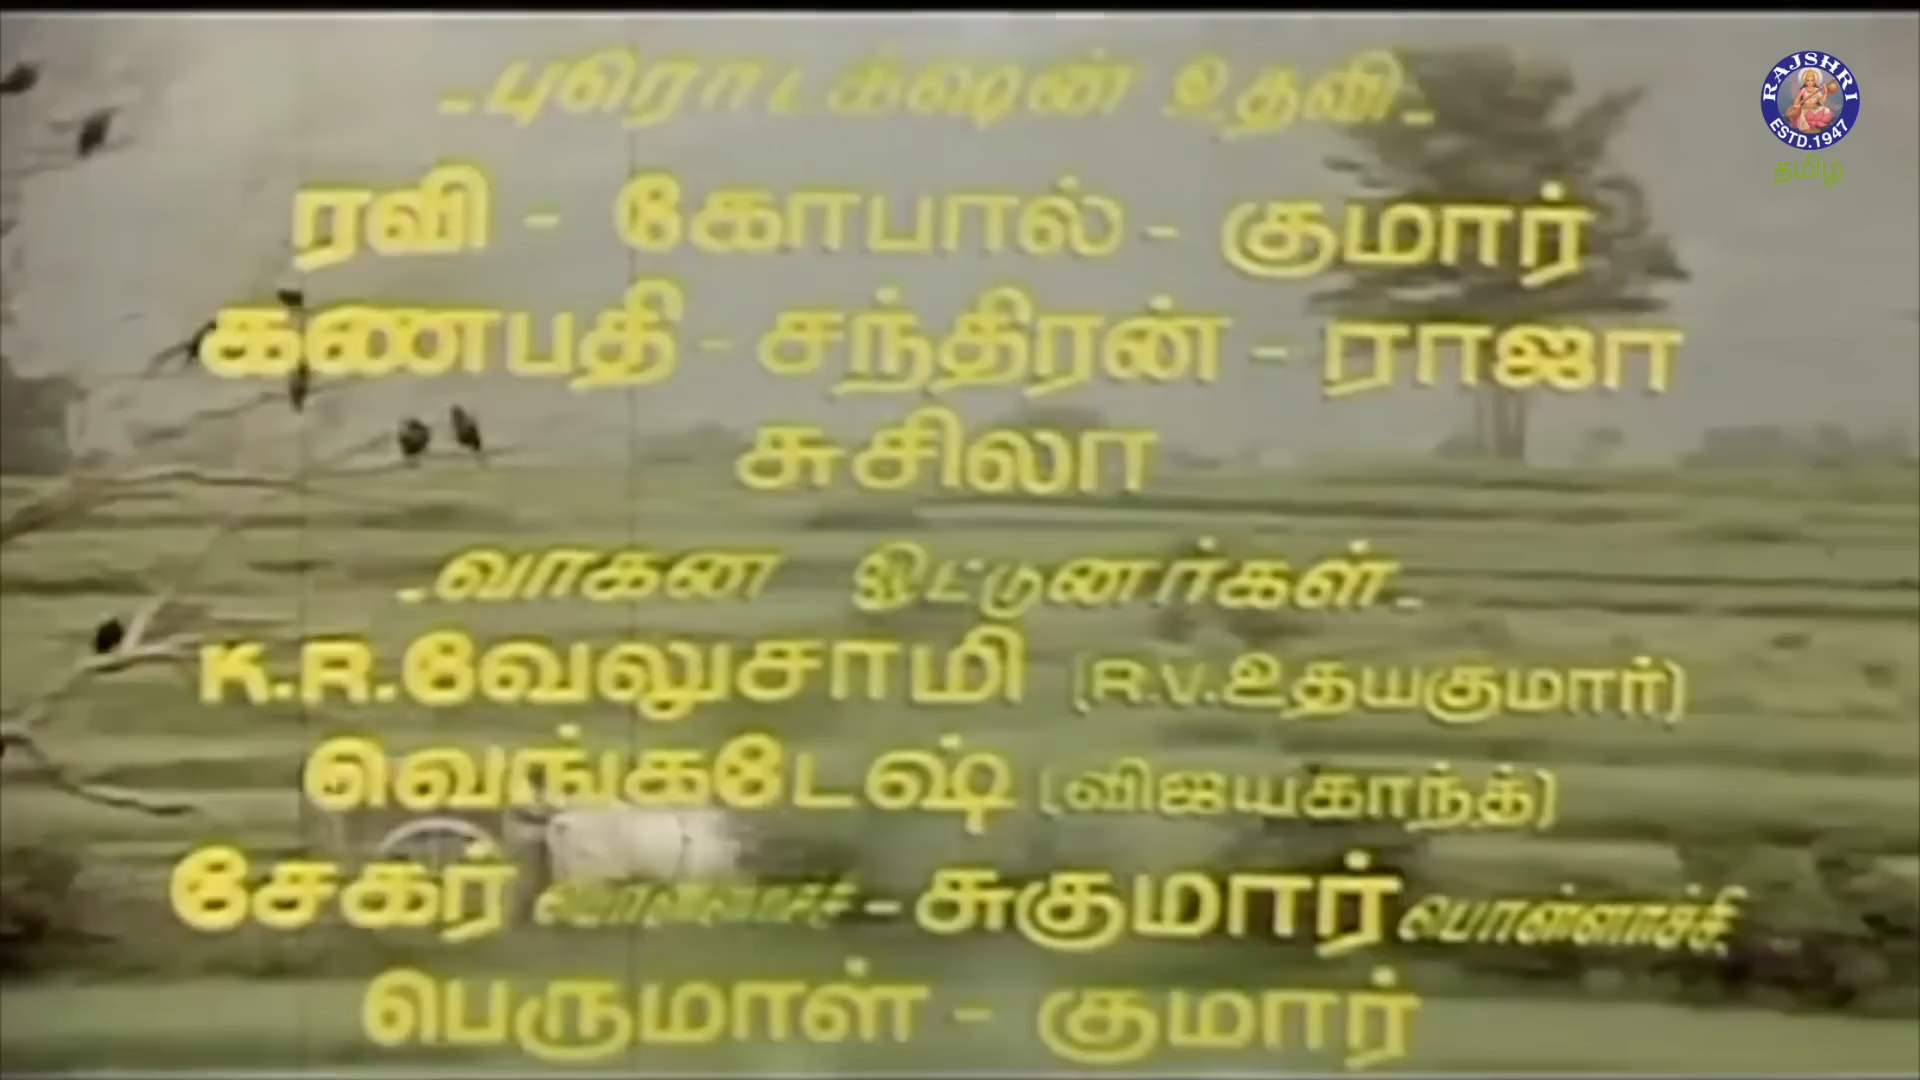 ..புரொடக்‌ஷன் உதவி..
ரவி - கோபால் - குமார்
கணபதி - சந்திரன் - ராஜா
சுசிலா
..வாகன ஓட்டுனர்கள்..
K.R.வேலுசாமி (R.V.உதயகுமார்)
வெங்கடேஷ் (விஜயகாந்த்)
சேகர் பொள்ளாச்சி - சுகுமார் பொள்ளாச்சி
பெருமாள் - குமார்
RAJSHRI
ESTD.1947
தமிழ்